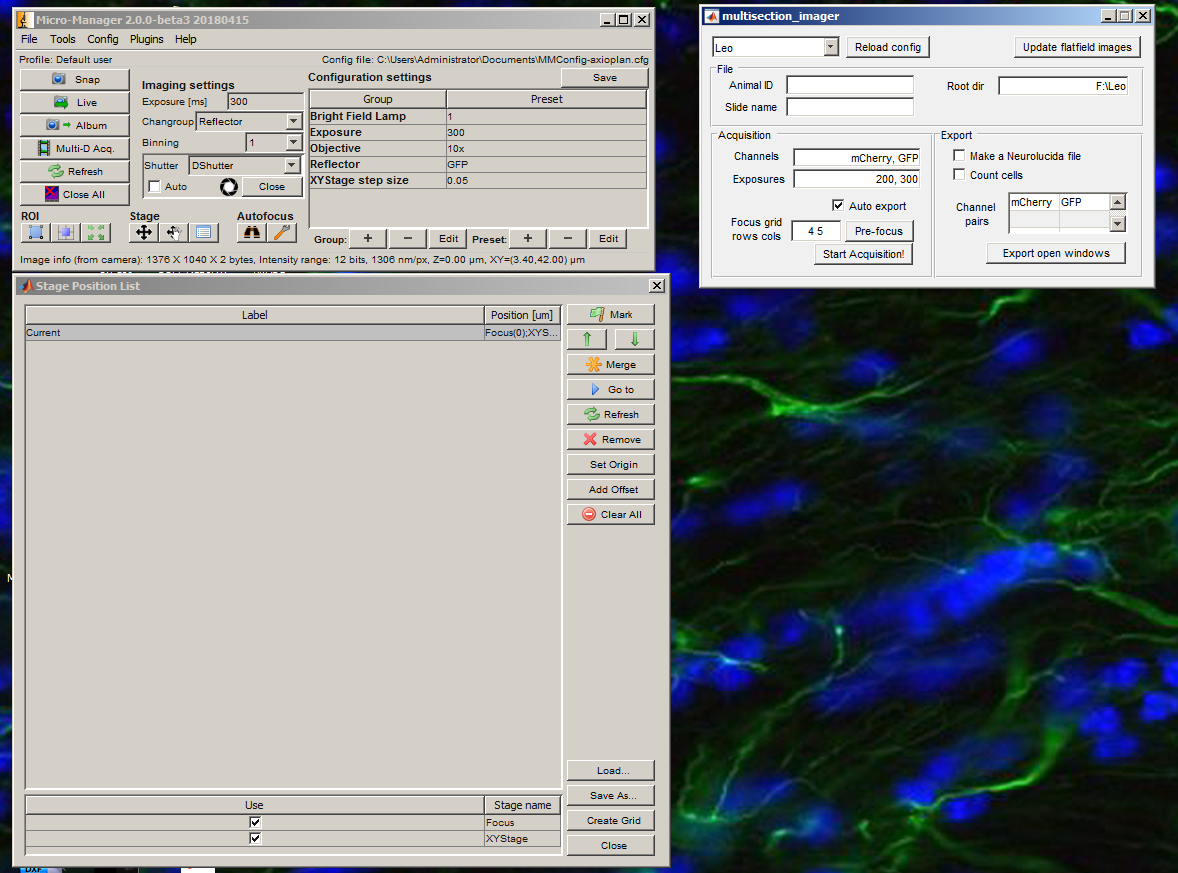 Micro-Manager 2.0.0-beta3 20180415
File Tools Config Plugins Help
Profile: Default user
Config file: C:\Users\Administrator\Documents\MMConfig-axioplan.cfg
Snap
Live
Album
Multi-D Acq.
Refresh
Close All
Imaging settings
Exposure [ms] 300
Changroup Reflector
Binning 1
Shutter DShutter
Auto Close
Configuration settings Save
Group Preset
Bright Field Lamp 1
Exposure 300
Objective 10x
Reflector GFP
XYStage step size 0.05
ROI Stage Autofocus
Group: + − Edit Preset: + − Edit
Image info (from camera): 1376 X 1040 X 2 bytes, Intensity range: 12 bits, 1306 nm/px, Z=0.00 µm, XY=(3.40,42.00) µm
Stage Position List
Label Position [um]
Current Focus(0);XYS...
Mark
Merge
Go to
Refresh
Remove
Set Origin
Add Offset
Clear All
Load...
Save As...
Create Grid
Close
Use Stage name
Focus
XYStage
multisection_imager
Leo Reload config Update flatfield images
File
Animal ID
Slide name
Root dir F:\Leo
Acquisition
Channels mCherry, GFP
Exposures 200, 300
Auto export
Focus grid
rows cols
4 5 Pre-focus
Start Acquisition!
Export
Make a Neurolucida file
Count cells
Channel
pairs
mCherry GFP
Export open windows
DXF